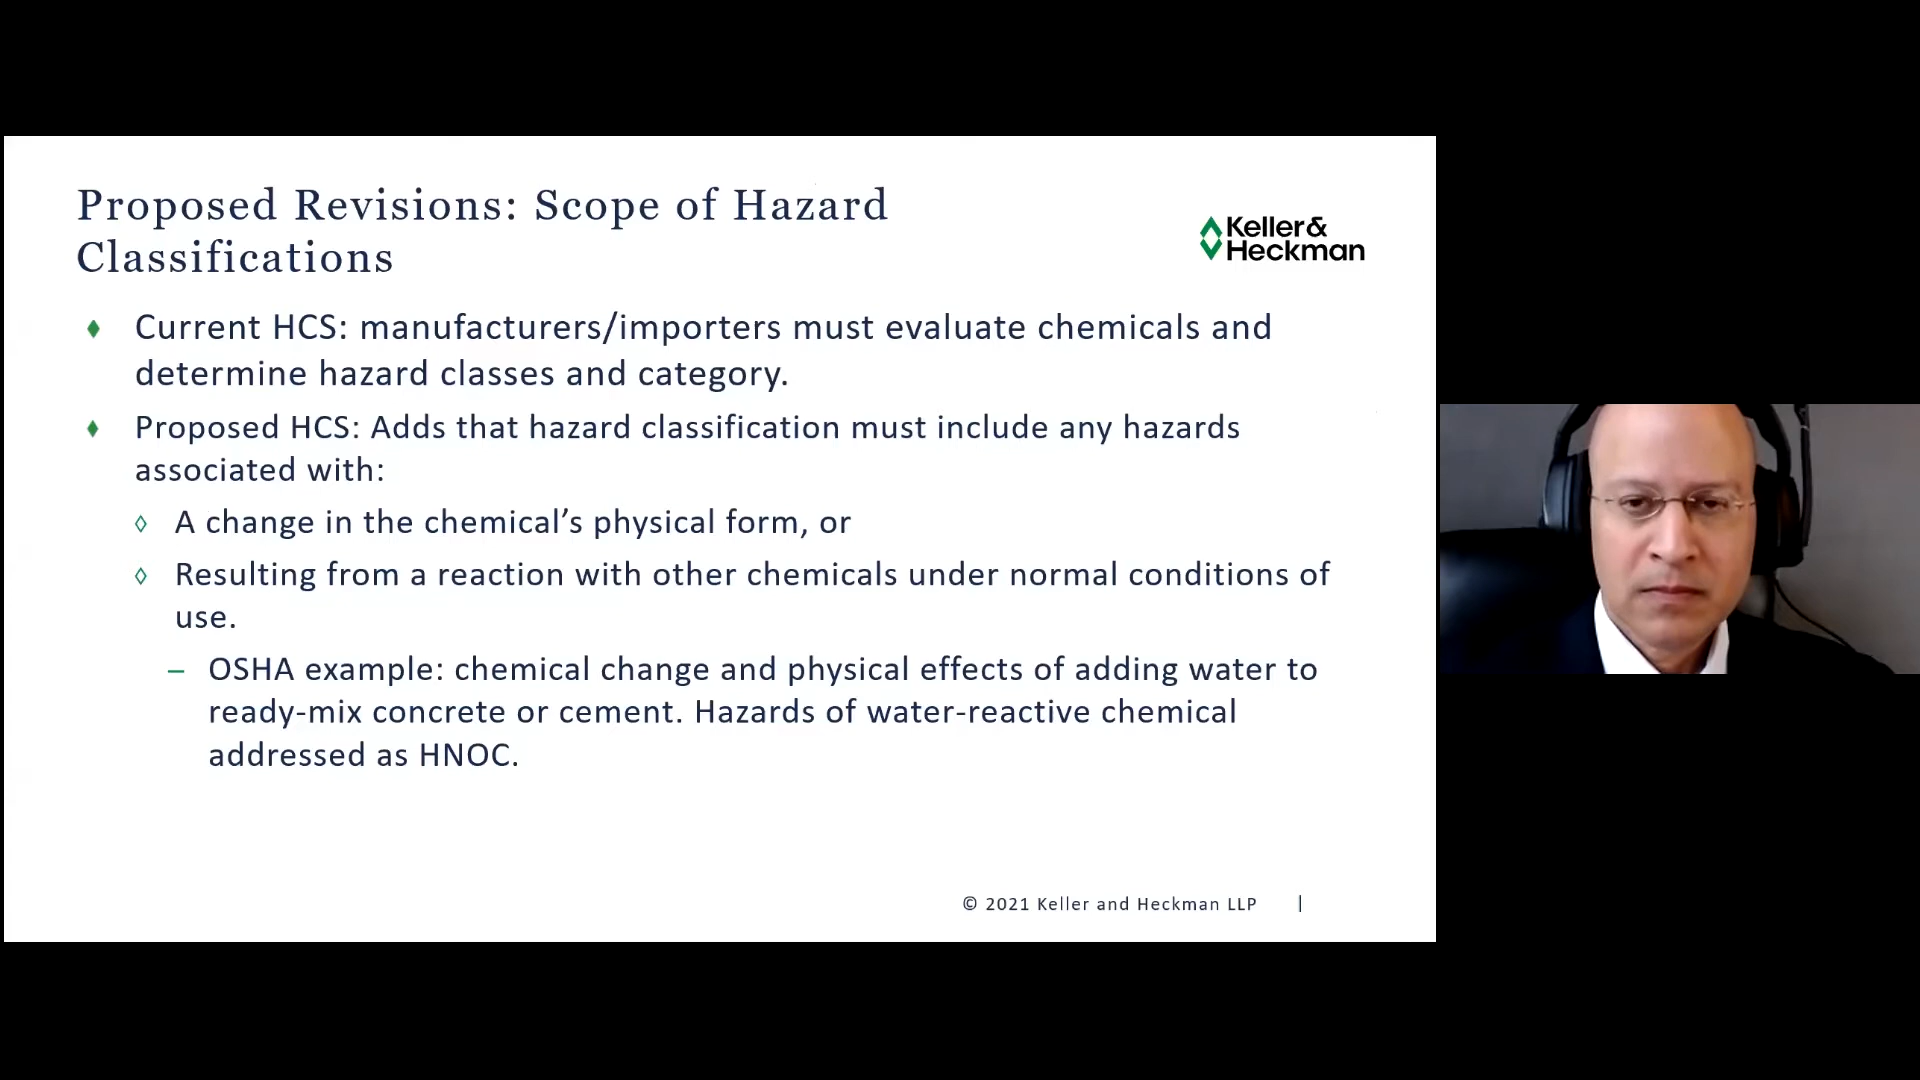 Proposed Revisions: Scope of Hazard
Classifications
Keller&
Heckman
Current HCS: manufacturers/importers must evaluate chemicals and
determine hazard classes and category.
Proposed HCS: Adds that hazard classification must include any hazards
associated with:
A change in the chemical’s physical form, or
Resulting from a reaction with other chemicals under normal conditions of
use.
– OSHA example: chemical change and physical effects of adding water to
ready-mix concrete or cement. Hazards of water-reactive chemical
addressed as HNOC.
© 2021 Keller and Heckman LLP |